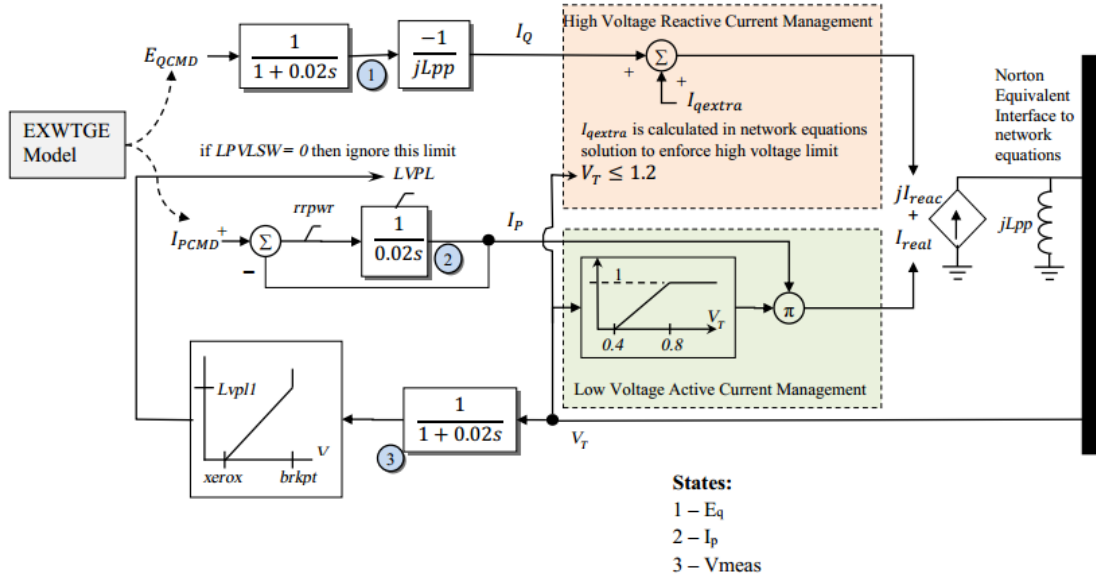 High Voltage Reactive Current Management
E_QCMD
1
1 + 0.02s
1
−1
jLpp
I_Q
Σ
+
+
I_qextra
I_qextra is calculated in network equations
solution to enforce high voltage limit
V_T ≤ 1.2
Norton
Equivalent
Interface to
network
equations
EXWTGE
Model
if LPVLSW = 0 then ignore this limit
LVPL
I_PCMD
+
Σ
−
rrpwr
1
0.02s
2
I_P
jI_reac
+
I_real
jLpp
1
V_T
0.4
0.8
π
Low Voltage Active Current Management
Lvpl1
V
xerox
brkpt
1
1 + 0.02s
3
V_T
States:
1 – E_q
2 – I_p
3 – Vmeas